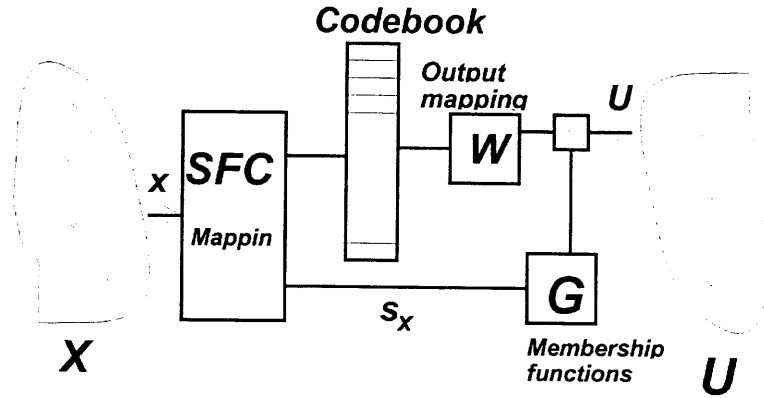 Codebook
Output
mapping
U
W
x
SFC
Mappin
s_x
G
Membership
functions
X
U